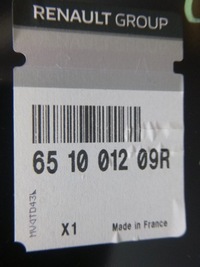 RENAULT GROUP
65 10 012 09R
X1 Made in France